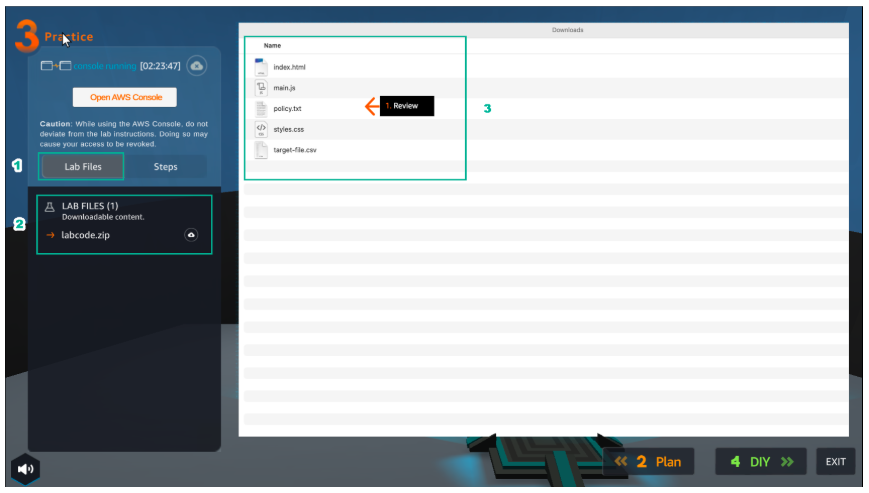 3 Practice
console running [02:23:47]
Open AWS Console
Caution: While using the AWS Console, do not
deviate from the lab instructions. Doing so may
cause your access to be revoked.
1
Lab Files
Steps
2
LAB FILES (1)
Downloadable content.
labcode.zip
Downloads
Name
index.html
main.js
policy.txt
1. Review
3
styles.css
target-file.csv
2 Plan
4 DIY
EXIT